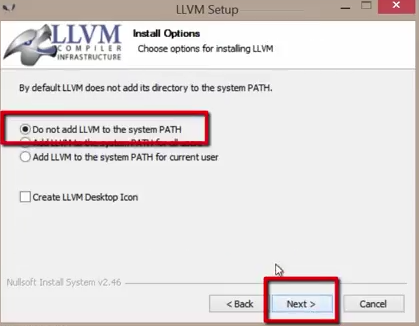 LLVM Setup
LLVM
COMPILER
INFRASTRUCTURE
Install Options
Choose options for installing LLVM
By default LLVM does not add its directory to the system PATH.
Do not add LLVM to the system PATH
Add LLVM to the system PATH for all users
Add LLVM to the system PATH for current user
Create LLVM Desktop Icon
Nullsoft Install System v2.46
< Back
Next >
Cancel